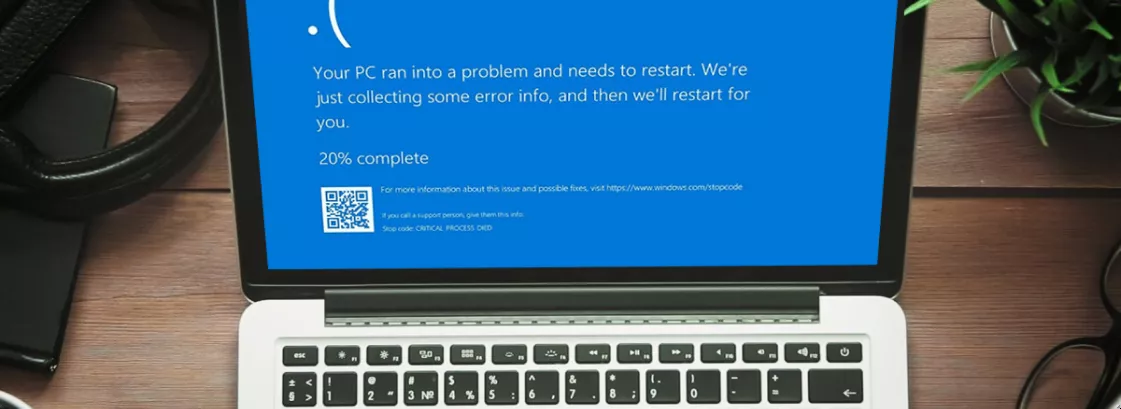 :(
Your PC ran into a problem and needs to restart. We're
just collecting some error info, and then we'll restart for
you.
20% complete
For more information about this issue and possible fixes, visit https://www.windows.com/stopcode
If you call a support person, give them this info:
Stop code: CRITICAL_PROCESS_DIED
esc F1 F2 F3 F4 F5 F6 F7 F8 F9 F10 F11 F12
± < ! @ # $ % ^ & * ( ) - +
§ > 1 2 " 3 № 4 % 5 : 6 , 7 . 8 ; 9 0 _ =